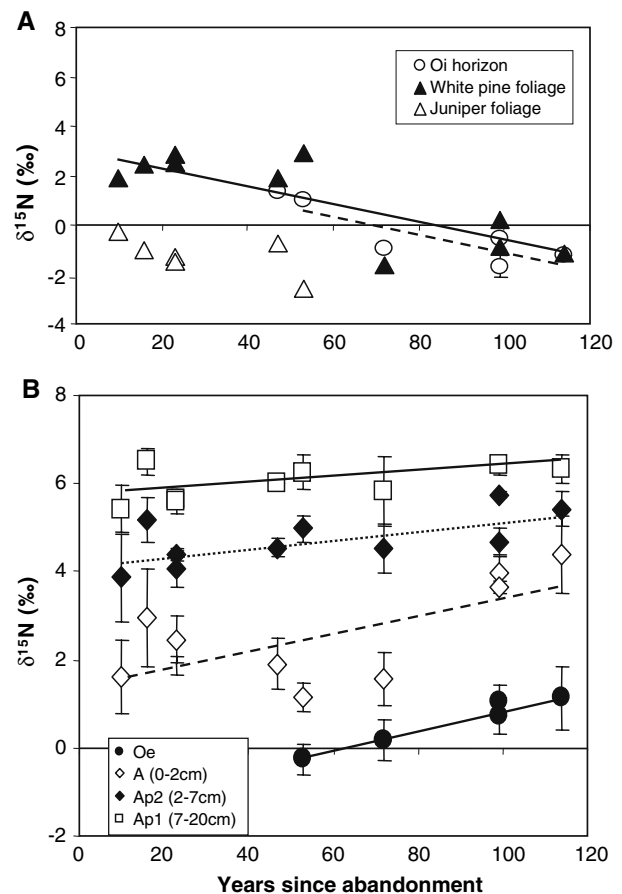 A
8
6
4
2
0
-2
-4
δ¹⁵N (‰)
Oi horizon
White pine foliage
Juniper foliage
0 20 40 60 80 100 120
B
8
6
4
2
0
-2
δ¹⁵N (‰)
Oe
A (0-2cm)
Ap2 (2-7cm)
Ap1 (7-20cm)
0 20 40 60 80 100 120
Years since abandonment